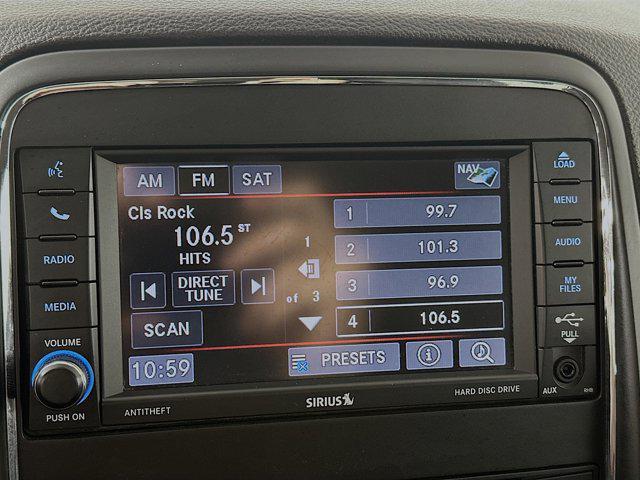 AM FM SAT NAV
Cls Rock
106.5 ST
HITS
DIRECT
TUNE
SCAN
10:59
1
of 3
1 99.7
2 101.3
3 96.9
4 106.5
PRESETS
RADIO
MEDIA
VOLUME
PUSH ON
LOAD
MENU
AUDIO
MY
FILES
PULL
AUX RHB
ANTITHEFT
SIRIUS
HARD DISC DRIVE